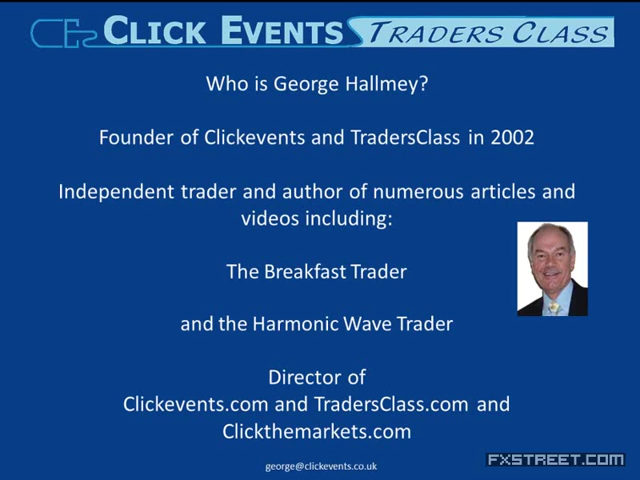 CLICK EVENTS TRADERS CLASS
Who is George Hallmey?
Founder of Clickevents and TradersClass in 2002
Independent trader and author of numerous articles and
videos including:
The Breakfast Trader
and the Harmonic Wave Trader
Director of
Clickevents.com and TradersClass.com and
Clickthemarkets.com
george@clickevents.co.uk
FXSTREET.COM